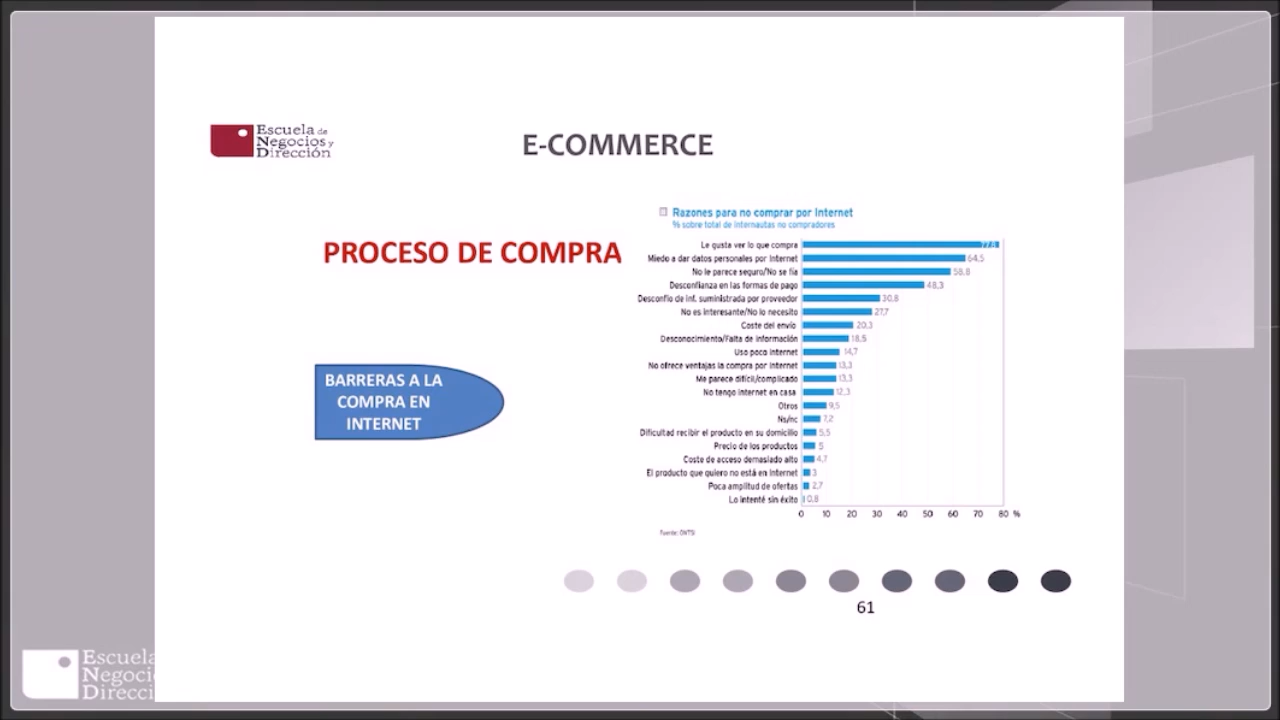 Escuela de
Negocios y
Dirección
E-COMMERCE
PROCESO DE COMPRA
BARRERAS A LA
COMPRA EN
INTERNET
Razones para no comprar por Internet
% sobre total de internautas no compradores
Le gusta ver lo que compra 77,8
Miedo a dar datos personales por Internet 64,5
No le parece seguro/No se fía 58,8
Desconfianza en las formas de pago 48,3
Desconfío de inf. suministrada por proveedor 30,8
No es interesante/No lo necesito 27,7
Coste del envío 20,3
Desconocimiento/Falta de información 18,5
Uso poco internet 14,7
No ofrece ventajas la compra por Internet 13,3
Me parece difícil/complicado 13,3
No tengo internet en casa 12,3
Otros 9,5
Ns/nc 7,2
Dificultad recibir el producto en su domicilio 5,5
Precio de los productos 5
Coste de acceso demasiado alto 4,7
El producto que quiero no está en Internet 3
Poca amplitud de ofertas 2,7
Lo intenté sin éxito 0,8
0 10 20 30 40 50 60 70 80 %
Fuente: ONTSI
61
Escuela
Negoci
Direcci